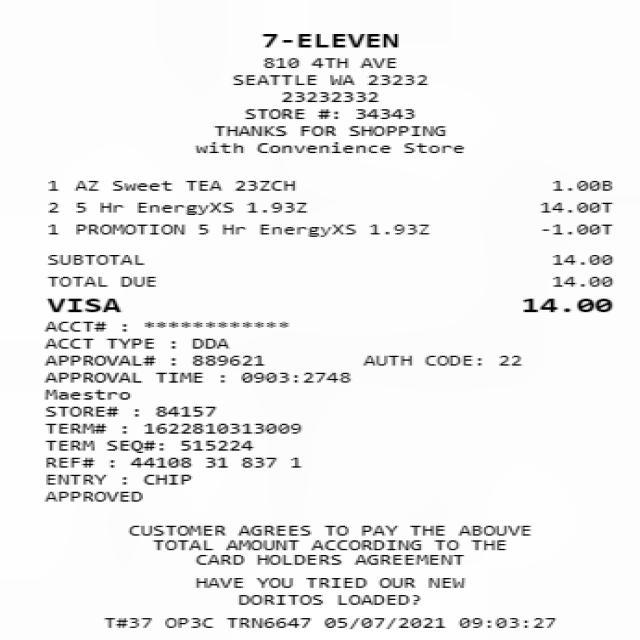 7-ELEVEN
810 4TH AVE
SEATTLE WA 23232
23232332
STORE #: 34343
THANKS FOR SHOPPING
with Convenience Store
1 AZ Sweet TEA 23ZCH 1.00B
2 5 Hr EnergyXS 1.93Z 14.00T
1 PROMOTION 5 Hr EnergyXS 1.93Z -1.00T
SUBTOTAL 14.00
TOTAL DUE 14.00
VISA 14.00
ACCT# : ************
ACCT TYPE : DDA
APPROVAL# : 889621 AUTH CODE: 22
APPROVAL TIME : 0903:2748
Maestro
STORE# : 84157
TERM# : 1622810313009
TERM SEQ#: 515224
REF# : 44108 31 837 1
ENTRY : CHIP
APPROVED
CUSTOMER AGREES TO PAY THE ABOUVE
TOTAL AMOUNT ACCORDING TO THE
CARD HOLDERS AGREEMENT
HAVE YOU TRIED OUR NEW
DORITOS LOADED?
T#37 OP3C TRN6647 05/07/2021 09:03:27